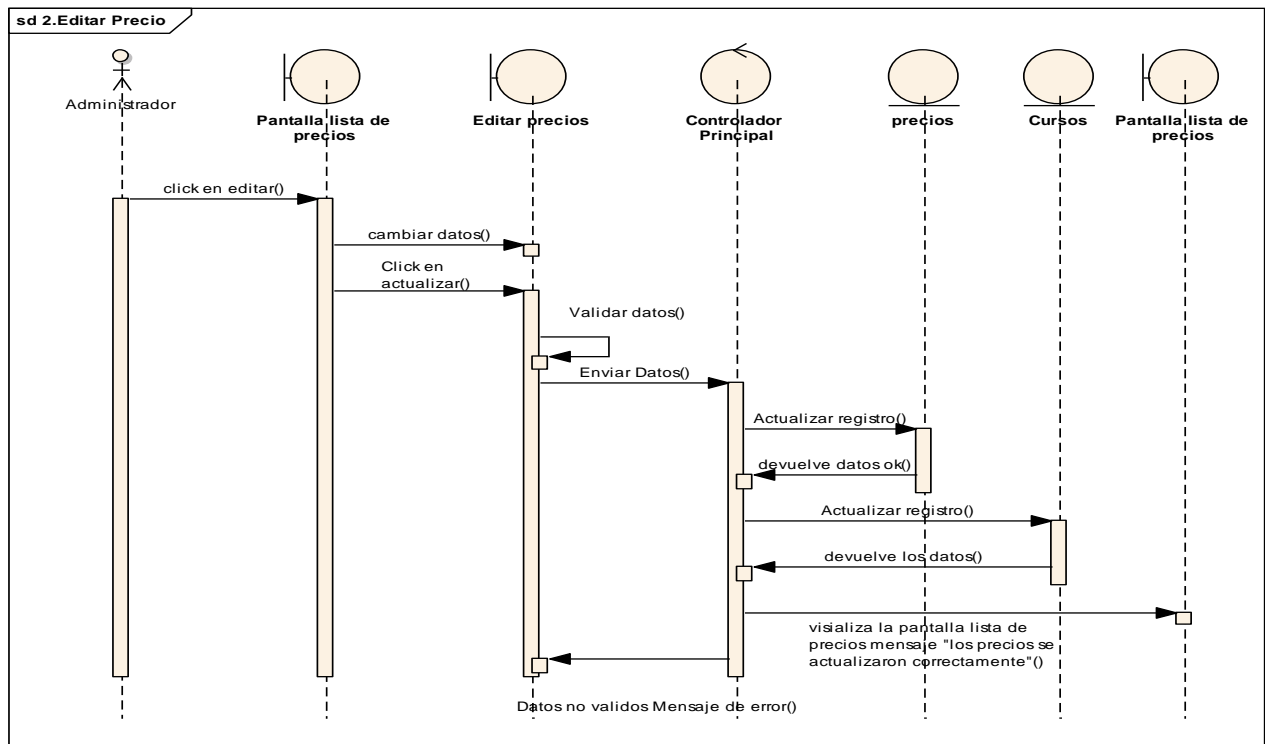 sd 2.Editar Precio
Administrador
Pantalla lista de
precios
Editar precios
Controlador
Principal
precios
Cursos
Pantalla lista de
precios
click en editar()
cambiar datos()
Click en
actualizar()
Validar datos()
Enviar Datos()
Actualizar registro()
devuelve datos ok()
Actualizar registro()
devuelve los datos()
visializa la pantalla lista de
precios mensaje "los precios se
actualizaron correctamente"()
Datos no validos Mensaje de error()